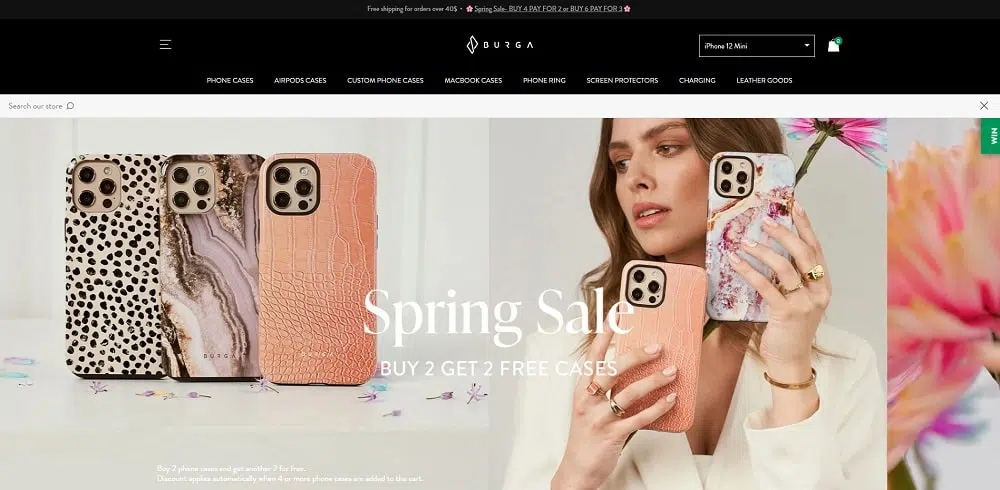 Free shipping for orders over 40$ • 🌸 Spring Sale- BUY 4 PAY FOR 2 or BUY 6 PAY FOR 3 🌸
BURGA
iPhone 12 Mini
0
PHONE CASES AIRPODS CASES CUSTOM PHONE CASES MACBOOK CASES PHONE RING SCREEN PROTECTORS CHARGING LEATHER GOODS
Search our store
WIN
Spring Sale
BUY 2 GET 2 FREE CASES
BURGA
BURGA
Buy 2 phone cases and get another 2 for free.
Discount applies automatically when 4 or more phone cases are added to the cart.